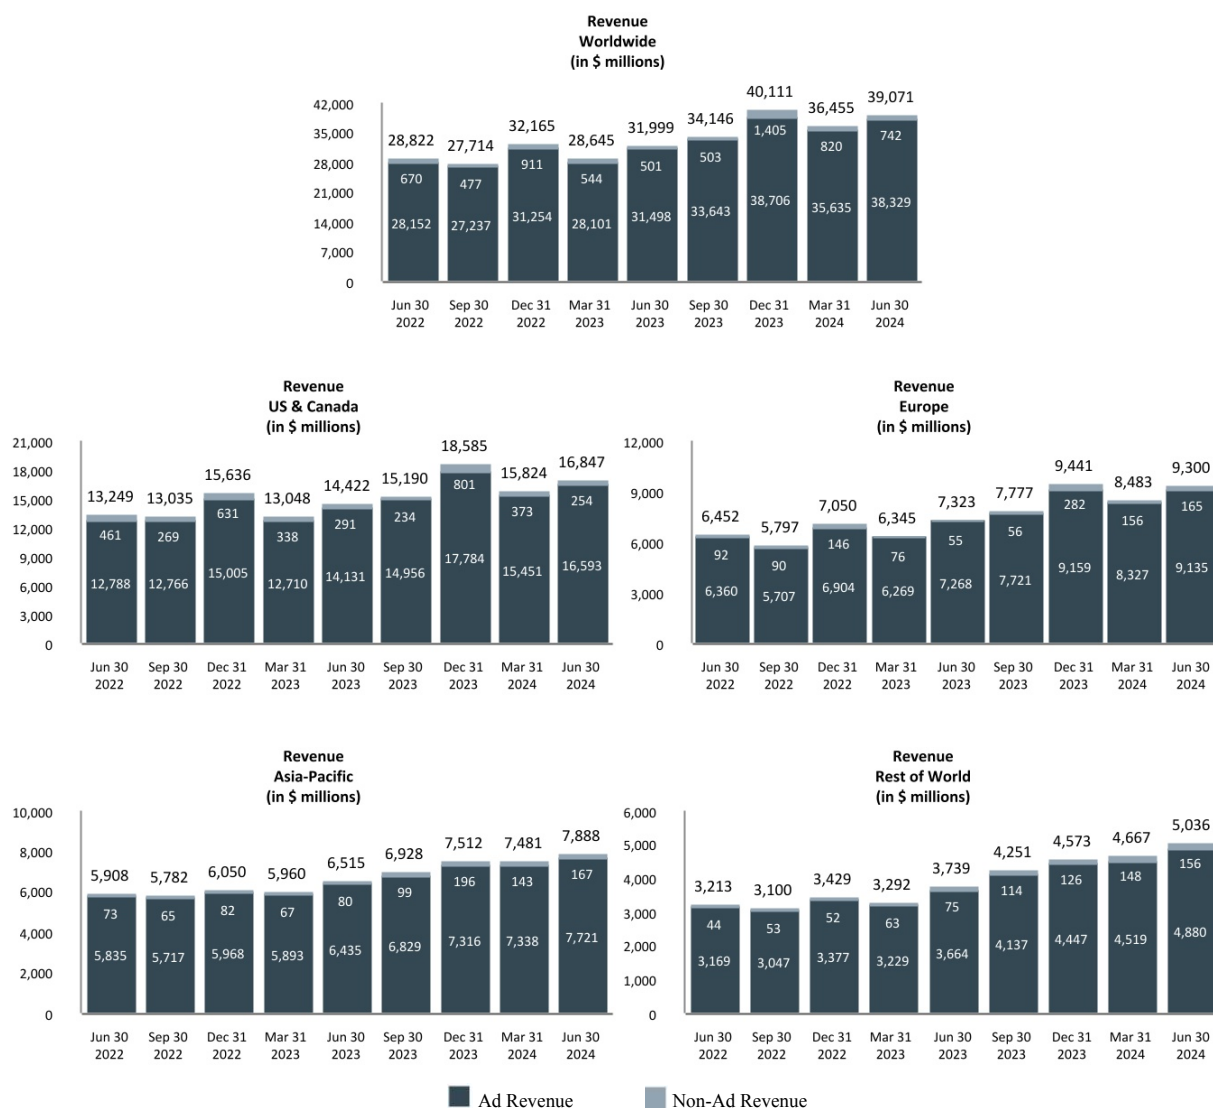 Revenue
Worldwide
(in $ millions)
42,000
35,000
28,000
21,000
14,000
7,000
0
28,822 27,714 32,165 28,645 31,999 34,146 40,111 36,455 39,071
670 477 911 544 501 503 1,405 820 742
28,152 27,237 31,254 28,101 31,498 33,643 38,706 35,635 38,329
Jun 30 Sep 30 Dec 31 Mar 31 Jun 30 Sep 30 Dec 31 Mar 31 Jun 30
2022 2022 2022 2023 2023 2023 2023 2024 2024
Revenue
US & Canada
(in $ millions)
21,000
18,000
15,000
12,000
9,000
6,000
3,000
0
13,249 13,035 15,636 13,048 14,422 15,190 18,585 15,824 16,847
461 269 631 338 291 234 801 373 254
12,788 12,766 15,005 12,710 14,131 14,956 17,784 15,451 16,593
Jun 30 Sep 30 Dec 31 Mar 31 Jun 30 Sep 30 Dec 31 Mar 31 Jun 30
2022 2022 2022 2023 2023 2023 2023 2024 2024
Revenue
Europe
(in $ millions)
12,000
9,000
6,000
3,000
0
6,452 5,797 7,050 6,345 7,323 7,777 9,441 8,483 9,300
92 90 146 76 55 56 282 156 165
6,360 5,707 6,904 6,269 7,268 7,721 9,159 8,327 9,135
Jun 30 Sep 30 Dec 31 Mar 31 Jun 30 Sep 30 Dec 31 Mar 31 Jun 30
2022 2022 2022 2023 2023 2023 2023 2024 2024
Revenue
Asia-Pacific
(in $ millions)
10,000
8,000
6,000
4,000
2,000
0
5,908 5,782 6,050 5,960 6,515 6,928 7,512 7,481 7,888
73 65 82 67 80 99 196 143 167
5,835 5,717 5,968 5,893 6,435 6,829 7,316 7,338 7,721
Jun 30 Sep 30 Dec 31 Mar 31 Jun 30 Sep 30 Dec 31 Mar 31 Jun 30
2022 2022 2022 2023 2023 2023 2023 2024 2024
Revenue
Rest of World
(in $ millions)
6,000
5,000
4,000
3,000
2,000
1,000
0
3,213 3,100 3,429 3,292 3,739 4,251 4,573 4,667 5,036
44 53 52 63 75 114 126 148 156
3,169 3,047 3,377 3,229 3,664 4,137 4,447 4,519 4,880
Jun 30 Sep 30 Dec 31 Mar 31 Jun 30 Sep 30 Dec 31 Mar 31 Jun 30
2022 2022 2022 2023 2023 2023 2023 2024 2024
Ad Revenue Non-Ad Revenue